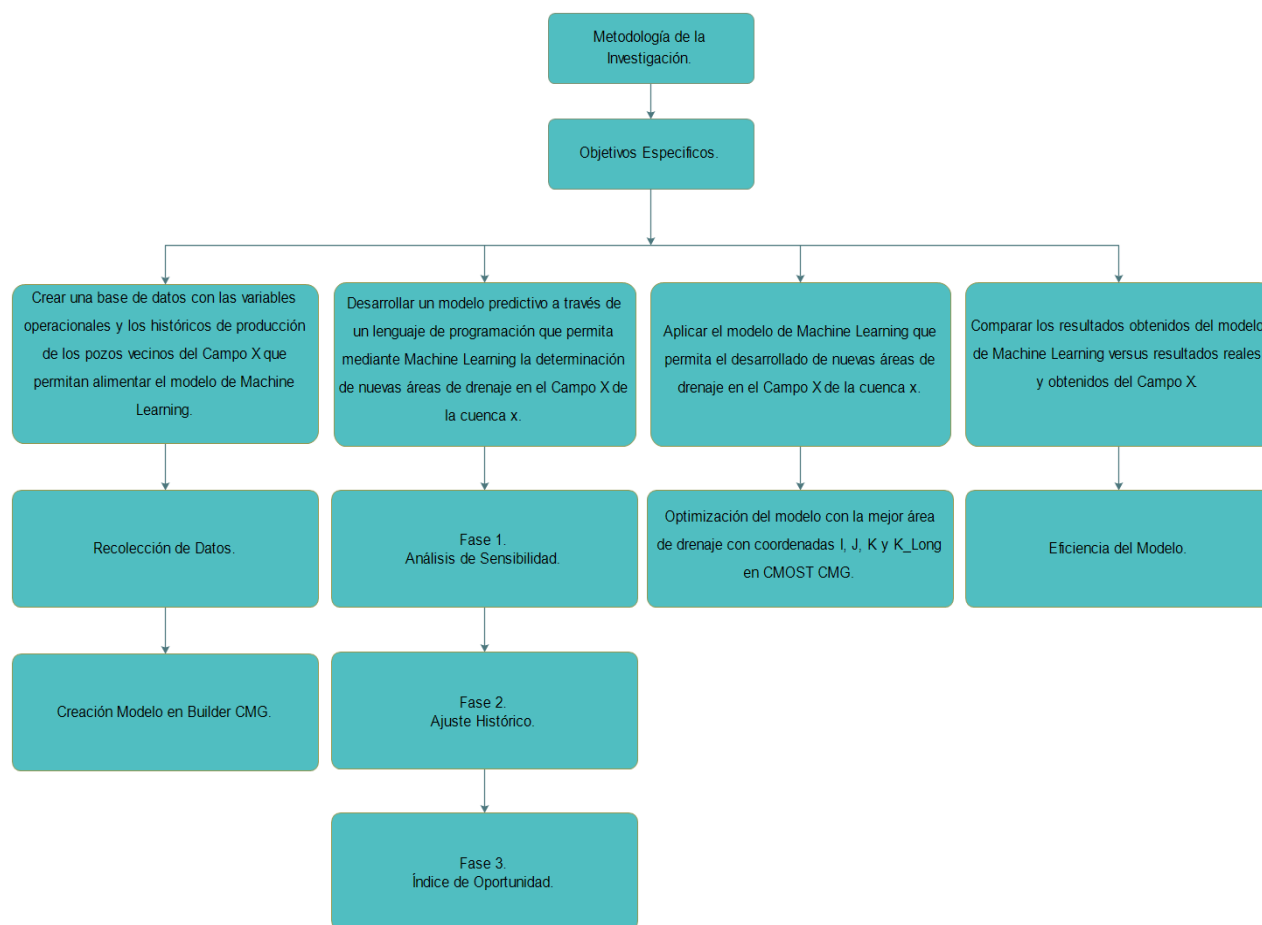 Metodología de la
Investigación.
Objetivos Especificos.
Crear una base de datos con las variables
operacionales y los históricos de producción
de los pozos vecinos del Campo X que
permitan alimentar el modelo de Machine
Learning.
Desarrollar un modelo predictivo a través de
un lenguaje de programación que permita
mediante Machine Learning la determinación
de nuevas áreas de drenaje en el Campo X de
la cuenca x.
Aplicar el modelo de Machine Learning que
permita el desarrollado de nuevas áreas de
drenaje en el Campo X de la cuenca x.
Comparar los resultados obtenidos del modelo
de Machine Learning versus resultados reales
y obtenidos del Campo X.
Recolección de Datos.
Fase 1.
Análisis de Sensibilidad.
Optimización del modelo con la mejor área
de drenaje con coordenadas I, J, K y K_Long
en CMOST CMG.
Eficiencia del Modelo.
Creación Modelo en Builder CMG.
Fase 2.
Ajuste Histórico.
Fase 3.
Índice de Oportunidad.